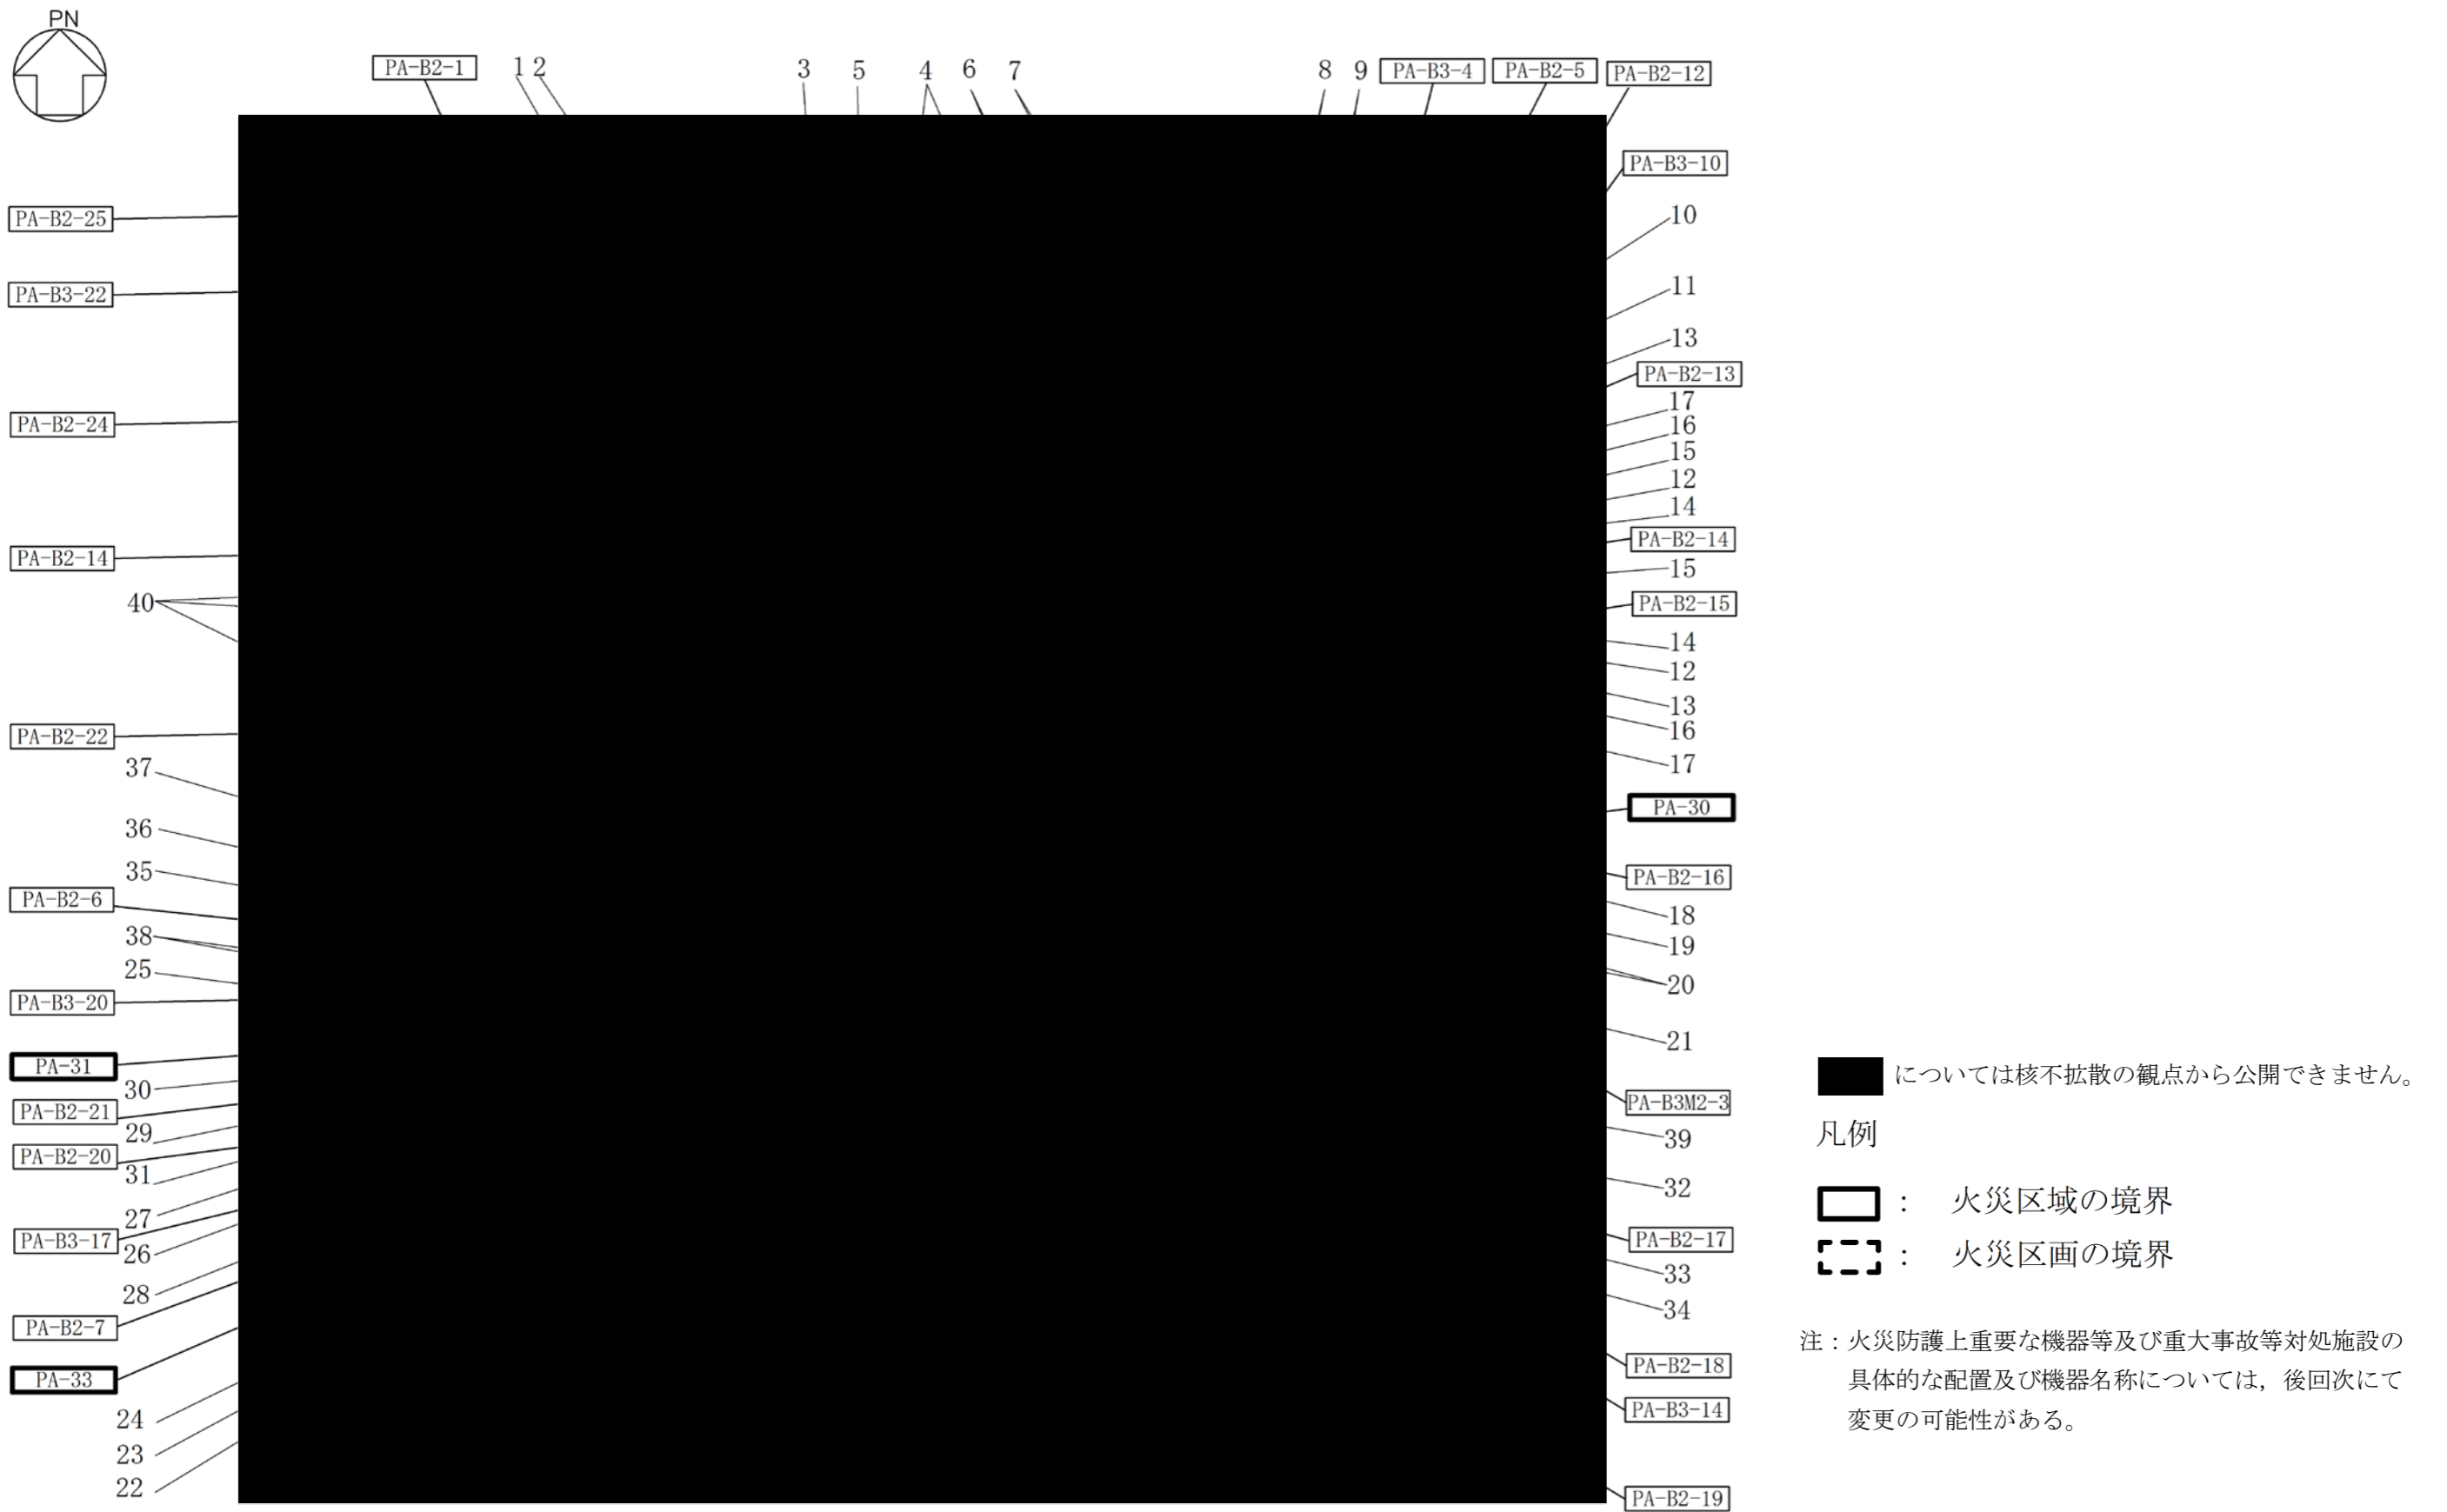 PN
PA-B2-1
1 2
3
5
4
6
7
8
9
PA-B3-4
PA-B2-5
PA-B2-12
PA-B3-10
10
11
13
PA-B2-13
17
16
15
12
14
PA-B2-14
15
PA-B2-15
14
12
13
16
17
PA-30
PA-B2-16
18
19
20
21
PA-B3M2-3
39
32
PA-B2-17
33
34
PA-B2-18
PA-B3-14
PA-B2-19
PA-B2-25
PA-B3-22
PA-B2-24
PA-B2-14
40
PA-B2-22
37
36
35
PA-B2-6
38
25
PA-B3-20
PA-31
30
PA-B2-21
29
PA-B2-20
31
27
PA-B3-17
26
28
PA-B2-7
PA-33
24
23
22
については核不拡散の観点から公開できません。
凡例
： 火災区域の境界
： 火災区画の境界
注：火災防護上重要な機器等及び重大事故等対処施設の
具体的な配置及び機器名称については，後回次にて
変更の可能性がある。